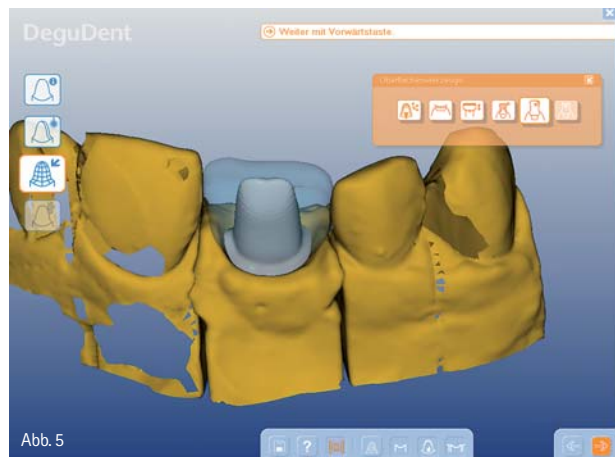 DeguDent
Weiter mit Vorwärtstaste.
Oberflächenwerkzeuge
?
Abb. 5